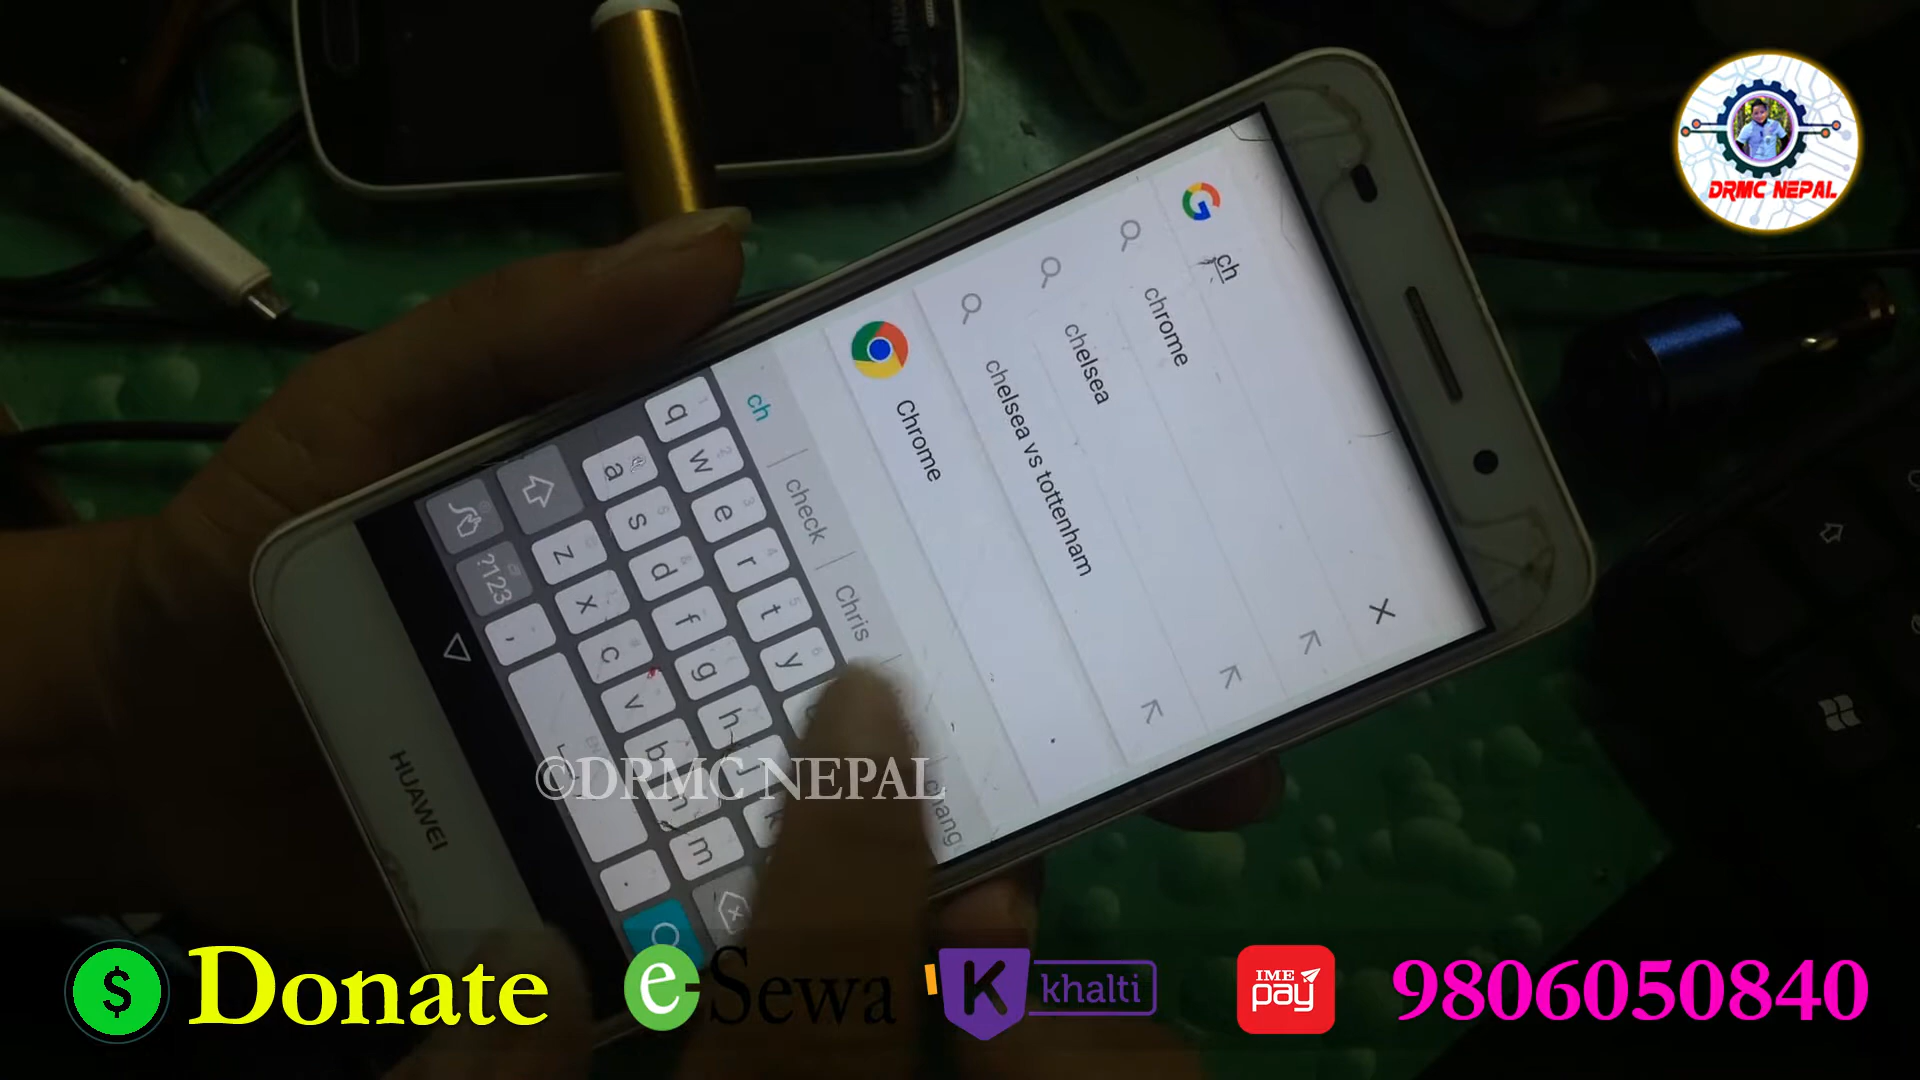 DRMC NEPAL
ch
chrome
chelsea
chelsea vs tottenham
Chrome
ch check Chris chang
q w e r t y
a s d f g h j k
z x c v b n m
?123 , .
HUAWEI
©DRMC NEPAL
$ Donate e-Sewa K khalti IME pay 9806050840